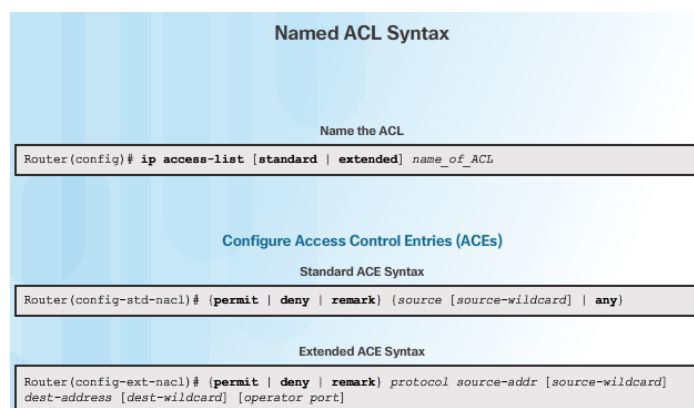 Named ACL Syntax
Name the ACL
Router(config)# ip access-list [standard | extended] name_of_ACL
Configure Access Control Entries (ACEs)
Standard ACE Syntax
Router(config-std-nacl)# {permit | deny | remark} {source [source-wildcard] | any}
Extended ACE Syntax
Router(config-ext-nacl)# {permit | deny | remark} protocol source-addr [source-wildcard]
dest-address [dest-wildcard] [operator port]